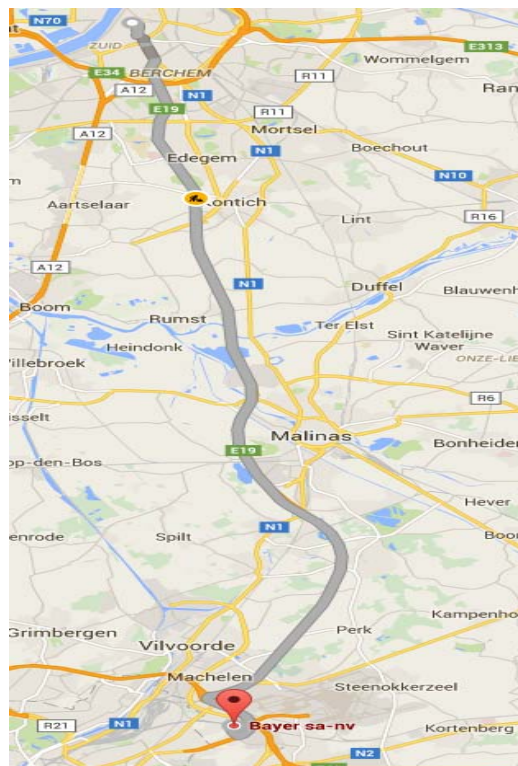 N70
ZUID
E313
Wommelgem
E34
BERCHEM
R11
A12
N1
Ran
E19
R11
A12
Mortsel
Edegem
N1
Boechout
N10
Kontich
Aartselaar
Lint
R16
A12
N1
Duffel
Blauwenh
Boom
Rumst
Ter Elst
Sint Katelijne
Waver
Heindonk
Villebroek
ONZE-LIE
R6
isselt
Malinas
E19
Bonheider
op-den-Bos
Hever
N1
enrode
Spilt
Boor
Kampenho
Grimbergen
Perk
Vilvoorde
Machelen
Steenokkerzeel
R21
N1
Bayer sa-nv
Kortenberg
N2